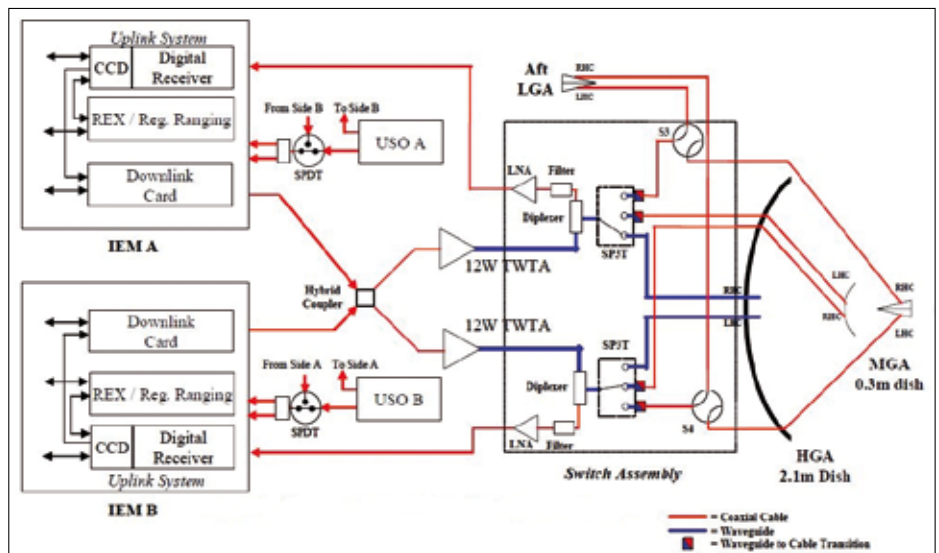 Uplink System
CCD
Digital
Receiver
REX / Reg. Ranging
Downlink
Card
IEM A
From Side B
To Side B
USO A
SPDT
Aft
LGA
RHC
LHC
S3
LNA
Filter
Diplexer
SP3T
12W TWTA
Hybrid
Coupler
RHC
LHC
LHC
RHC
RHC
LHC
MGA
0.3m dish
12W TWTA
SP3T
Diplexer
LNA
Filter
S4
Switch Assembly
HGA
2.1m Dish
Downlink
Card
REX / Reg. Ranging
From Side A
To Side A
USO B
SPDT
CCD
Digital
Receiver
Uplink System
IEM B
= Coaxial Cable
= Waveguide
= Waveguide to Cable Transition